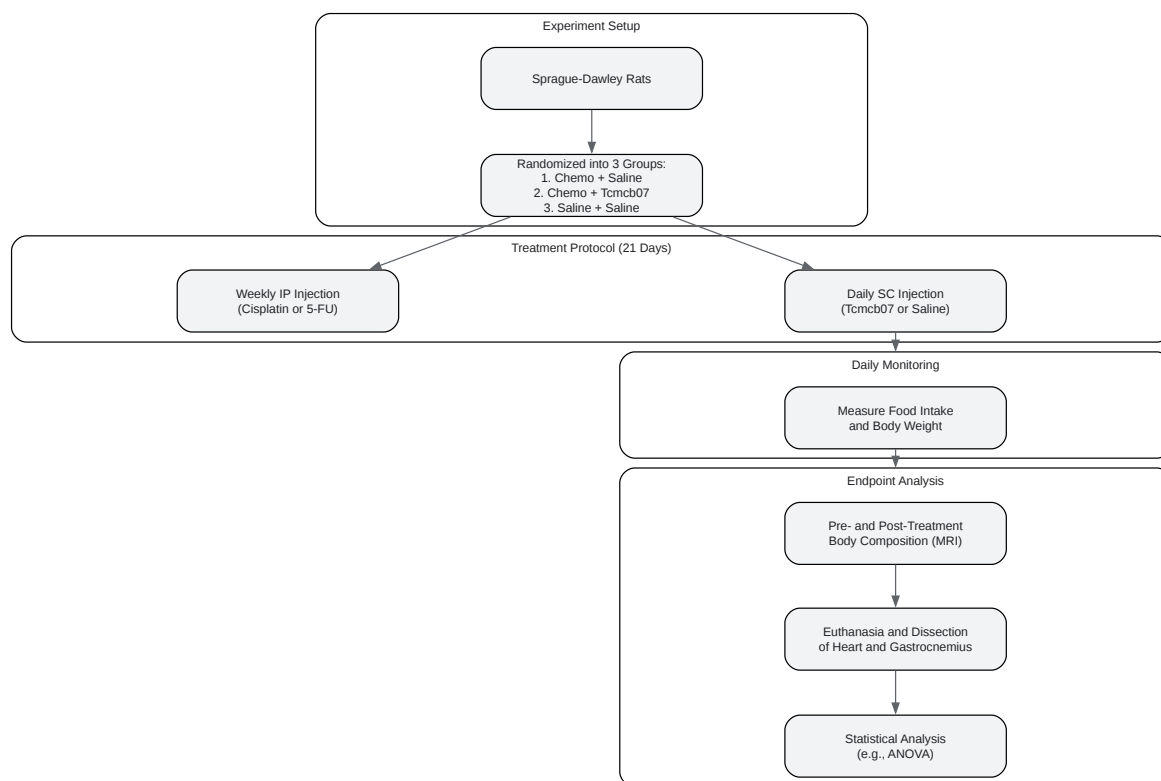 Experiment Setup
Sprague-Dawley Rats
Randomized into 3 Groups:
1. Chemo + Saline
2. Chemo + Tcmcb07
3. Saline + Saline
Treatment Protocol (21 Days)
Weekly IP Injection
(Cisplatin or 5-FU)
Daily SC Injection
(Tcmcb07 or Saline)
Daily Monitoring
Measure Food Intake
and Body Weight
Endpoint Analysis
Pre- and Post-Treatment
Body Composition (MRI)
Euthanasia and Dissection
of Heart and Gastrocnemius
Statistical Analysis
(e.g., ANOVA)